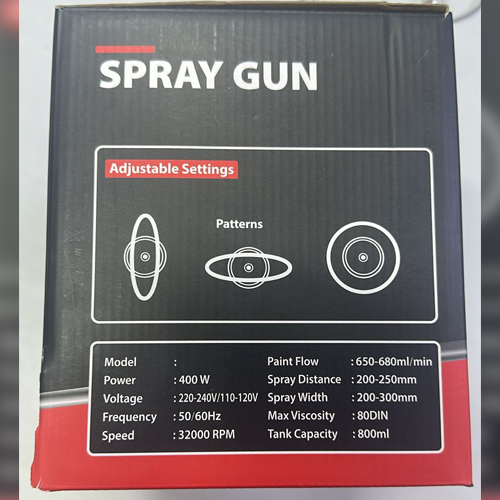 SPRAY GUN
Adjustable Settings
Patterns
Model :
Power : 400 W
Voltage : 220-240V/110-120V
Frequency : 50/60Hz
Speed : 32000 RPM
Paint Flow : 650-680ml/min
Spray Distance : 200-250mm
Spray Width : 200-300mm
Max Viscosity : 80DIN
Tank Capacity : 800ml